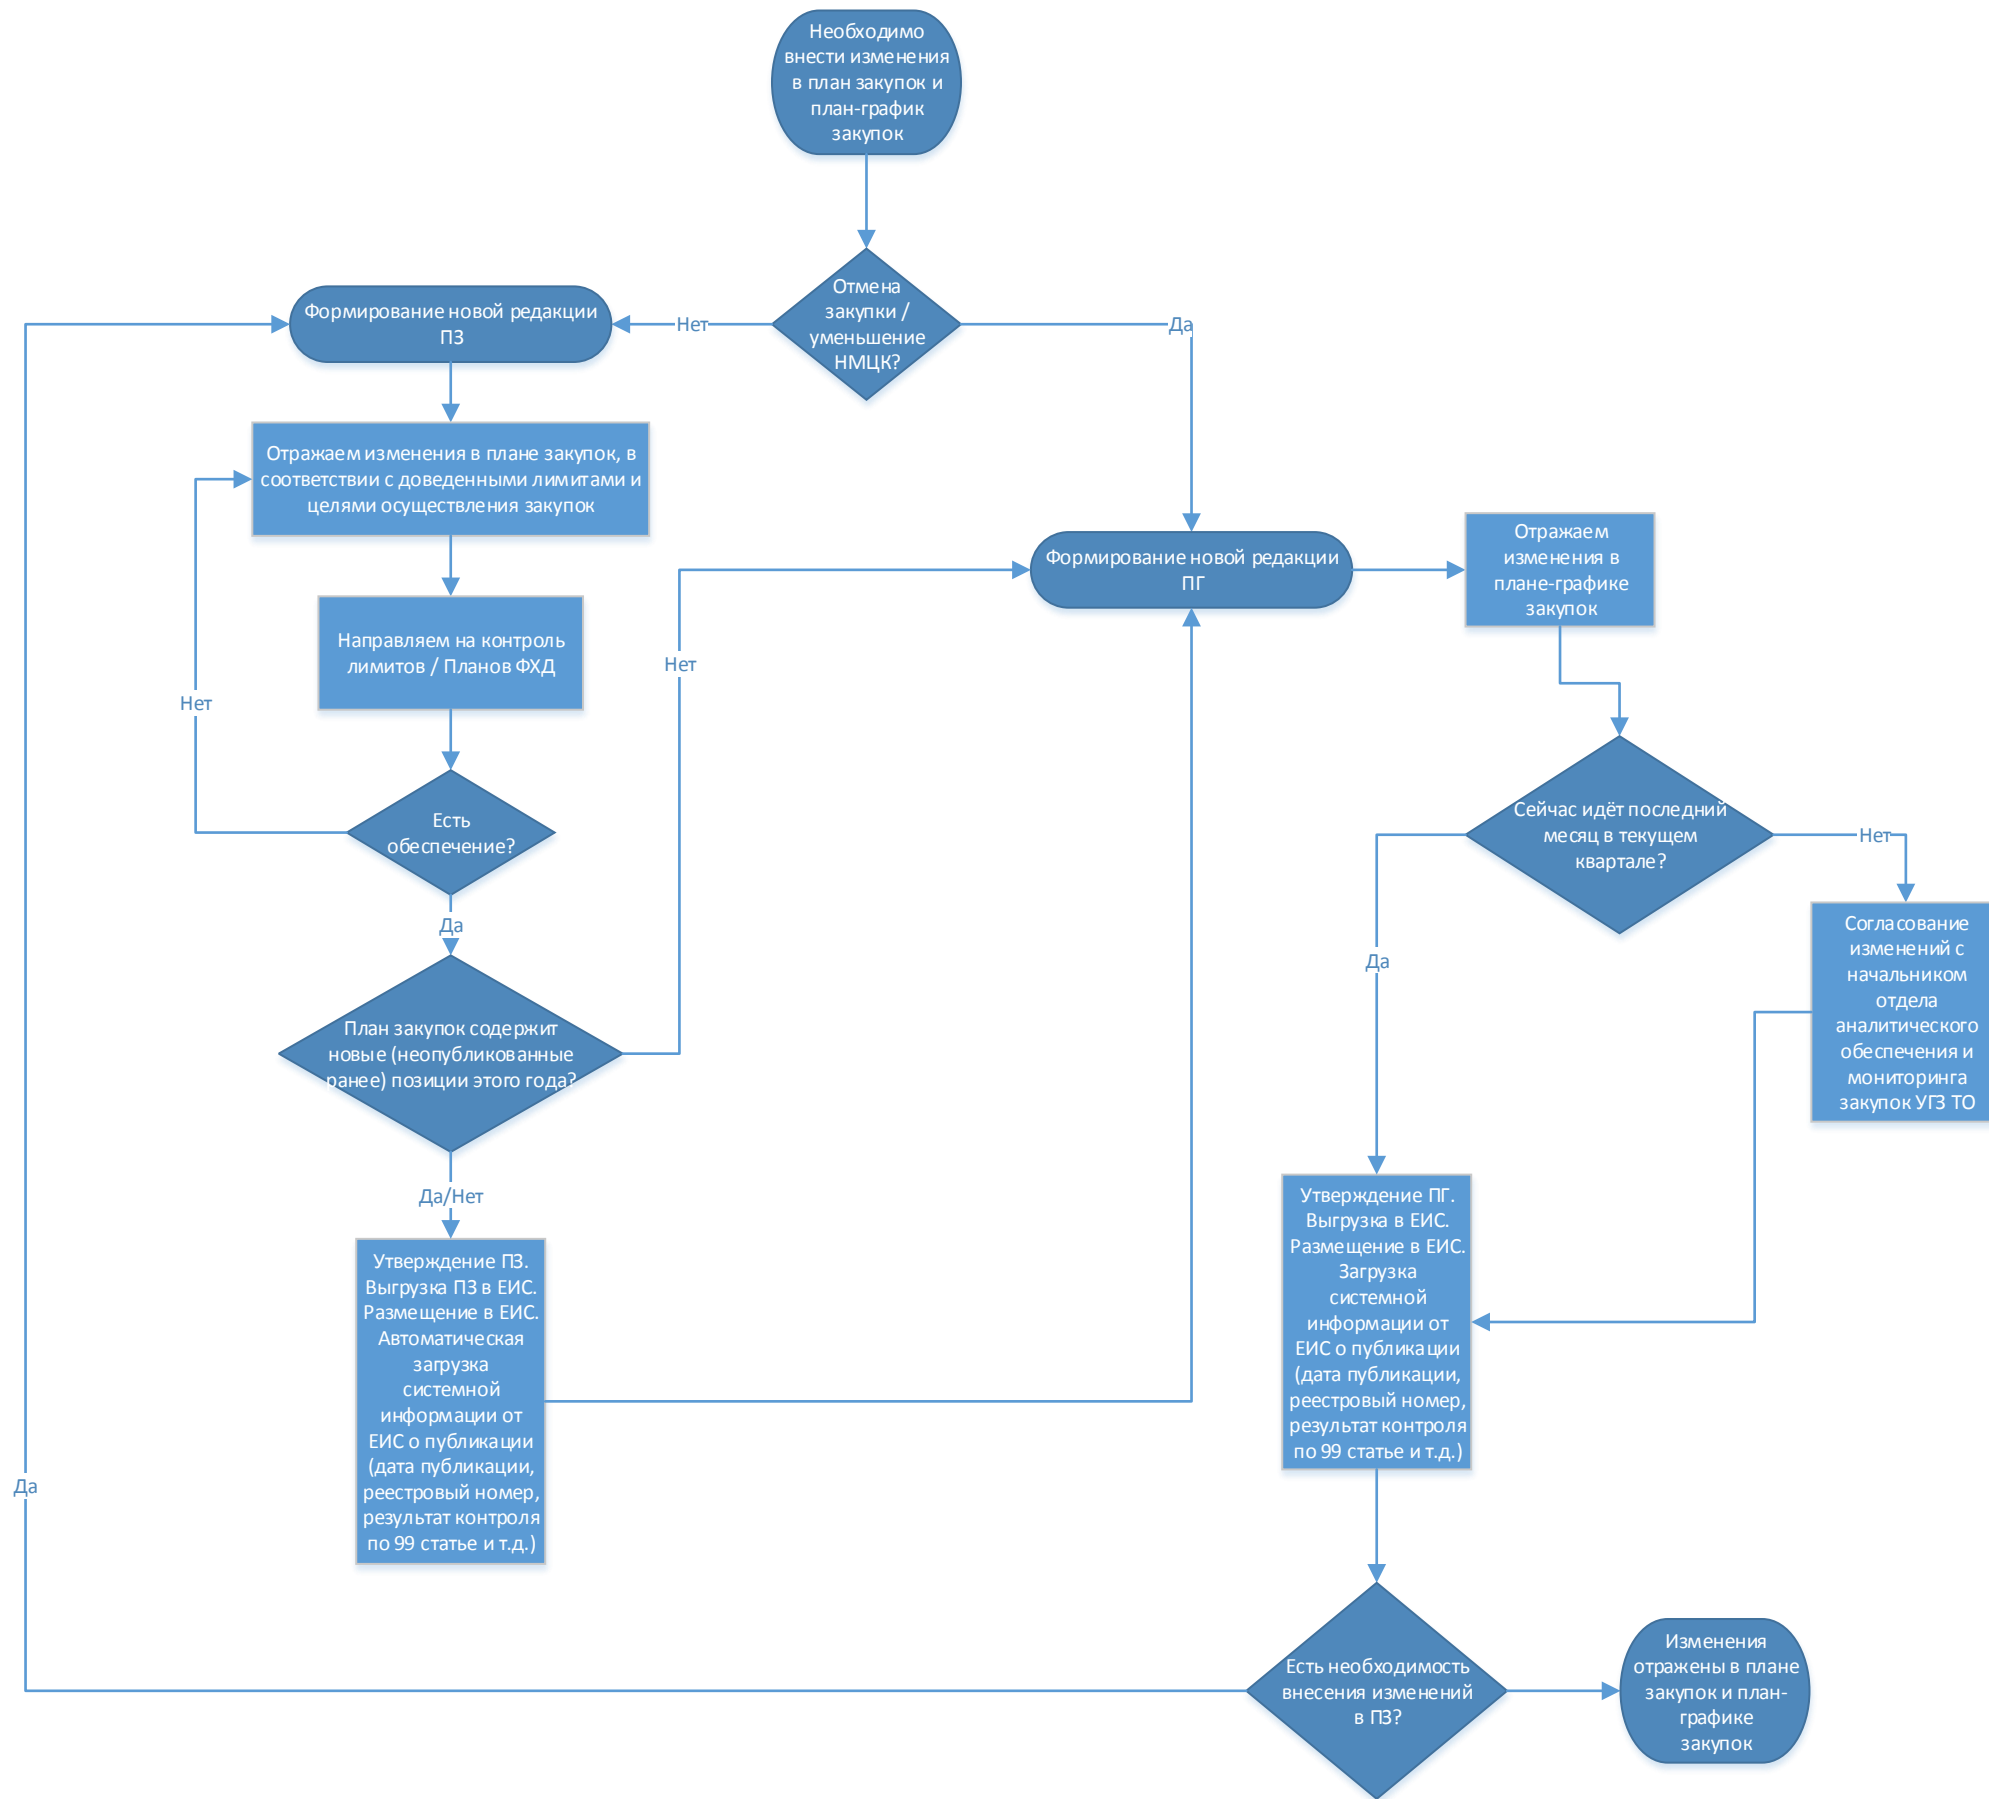 Необходимо
внести изменения
в план закупок и
план-график
закупок
Отмена
закупки /
уменьшение
НМЦК?
Нет
Да
Формирование новой редакции
ПЗ
Отражаем изменения в плане закупок, в
соответствии с доведенными лимитами и
целями осуществления закупок
Направляем на контроль
лимитов / Планов ФХД
Нет
Есть
обеспечение?
Да
План закупок содержит
новые (неопубликованные
ранее) позиции этого года?
Нет
Да/Нет
Утверждение ПЗ.
Выгрузка ПЗ в ЕИС.
Размещение в ЕИС.
Автоматическая
загрузка
системной
информации от
ЕИС о публикации
(дата публикации,
реестровый номер,
результат контроля
по 99 статье и т.д.)
Формирование новой редакции
ПГ
Отражаем
изменения в
плане-графике
закупок
Сейчас идёт последний
месяц в текущем
квартале?
Нет
Да
Согласование
изменений с
начальником
отдела
аналитического
обеспечения и
мониторинга
закупок УГЗ ТО
Утверждение ПГ.
Выгрузка в ЕИС.
Размещение в ЕИС.
Загрузка
системной
информации от
ЕИС о публикации
(дата публикации,
реестровый номер,
результат контроля
по 99 статье и т.д.)
Есть необходимость
внесения изменений
в ПЗ?
Да
Изменения
отражены в плане
закупок и план-
графике
закупок